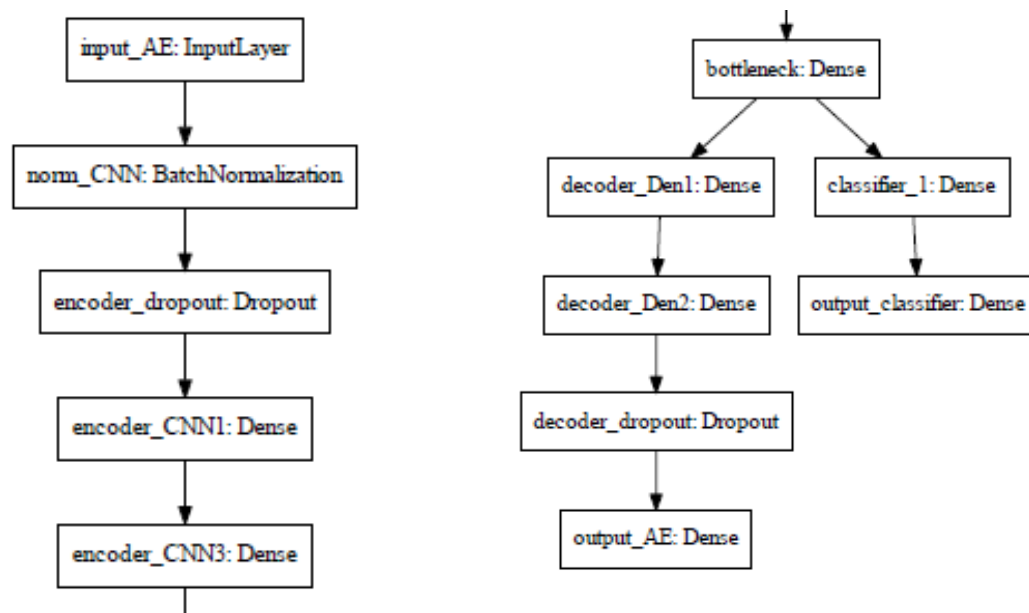 input_AE: InputLayer
norm_CNN: BatchNormalization
encoder_dropout: Dropout
encoder_CNN1: Dense
encoder_CNN3: Dense
bottleneck: Dense
decoder_Den1: Dense
classifier_1: Dense
decoder_Den2: Dense
output_classifier: Dense
decoder_dropout: Dropout
output_AE: Dense